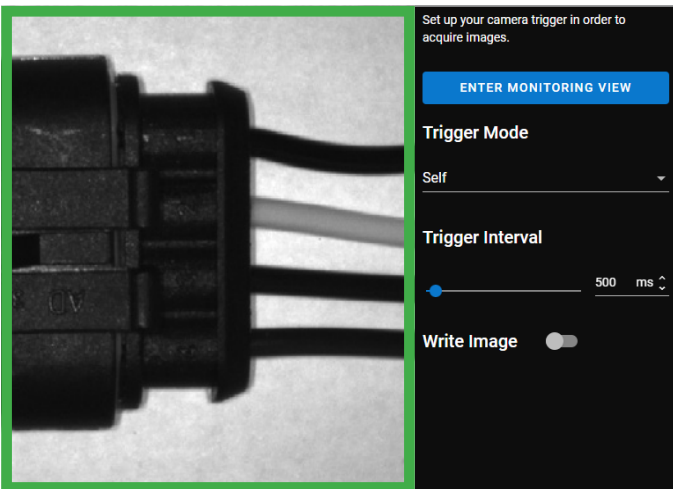 Set up your camera trigger in order to
acquire images.
ENTER MONITORING VIEW
Trigger Mode
Self
Trigger Interval
500 ms
Write Image